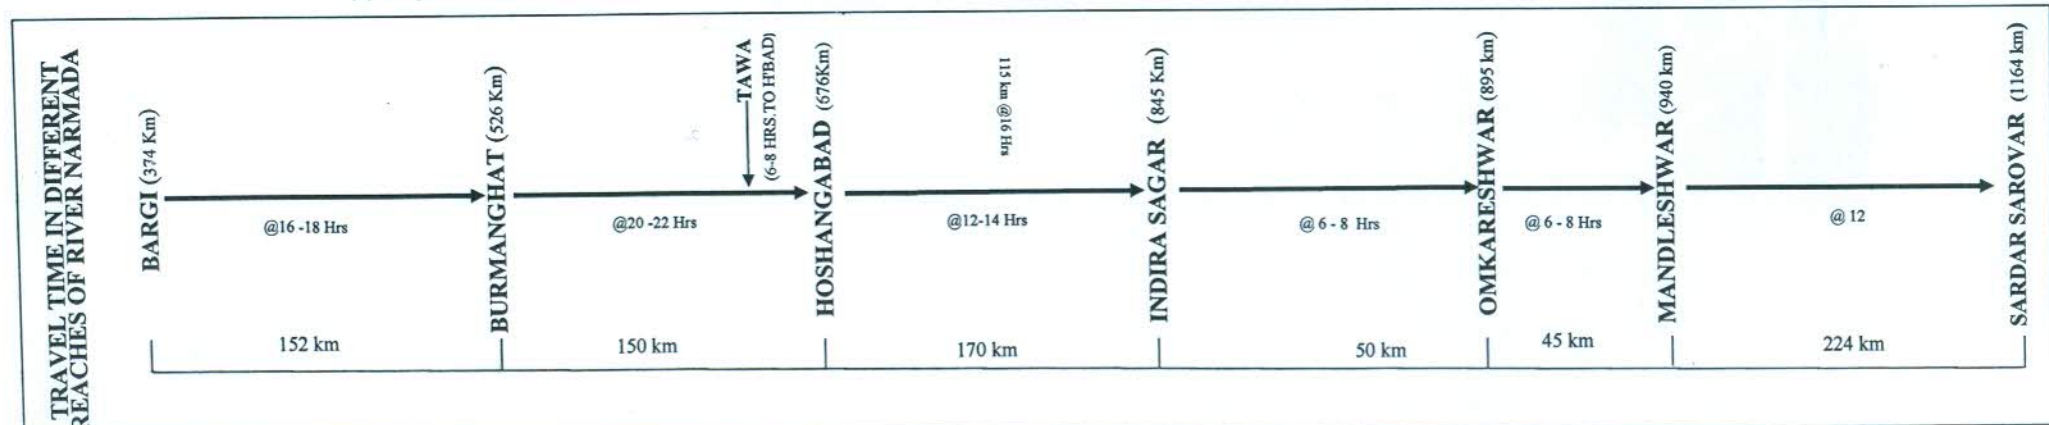 TRAVEL TIME IN DIFFERENT
REACHES OF RIVER NARMADA
BARGI (374 Km)
@16 -18 Hrs
152 km
BURMANGHAT (526 Km)
@20 -22 Hrs
150 km
TAWA
(6-8 HRS. TO H'BAD)
HOSHANGABAD (676Km)
115 km @16 Hrs
@12-14 Hrs
170 km
INDIRA SAGAR (845 Km)
@ 6 - 8 Hrs
50 km
OMKARESHWAR (895 km)
@ 6 - 8 Hrs
45 km
MANDLESHWAR (940 km)
@ 12
224 km
SARDAR SAROVAR (1164 km)